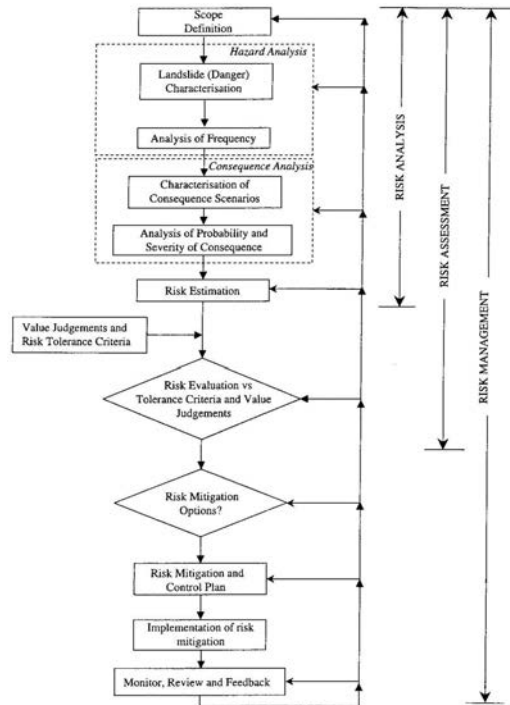 Scope
Definition
Hazard Analysis
Landslide (Danger)
Characterisation
Analysis of Frequency
Consequence Analysis
Characterisation of
Consequence Scenarios
Analysis of Probability and
Severity of Consequence
Risk Estimation
Value Judgements and
Risk Tolerance Criteria
Risk Evaluation vs
Tolerance Criteria and Value
Judgements
Risk Mitigation
Options?
Risk Mitigation and
Control Plan
Implementation of risk
mitigation
Monitor, Review and Feedback
RISK ANALYSIS
RISK ASSESSMENT
RISK MANAGEMENT